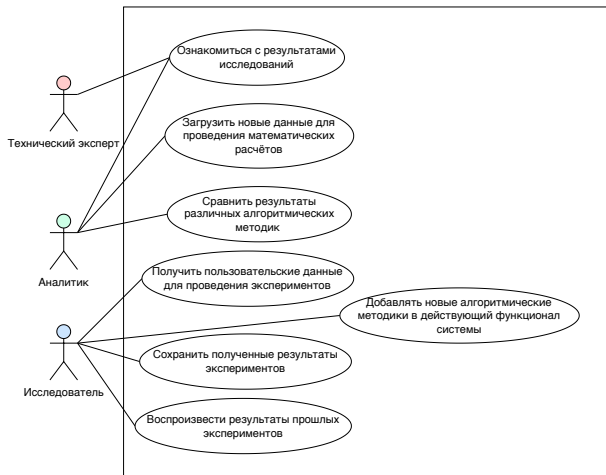 Ознакомиться с результатами
исследований
Технический эксперт
Загрузить новые данные для
проведения математических
расчётов
Сравнить результаты
различных алгоритмических
методик
Аналитик
Получить пользовательские данные
для проведения экспериментов
Добавлять новые алгоритмические
методики в действующий функционал
системы
Сохранить полученные результаты
экспериментов
Исследователь
Воспроизвести результаты прошлых
экспериментов